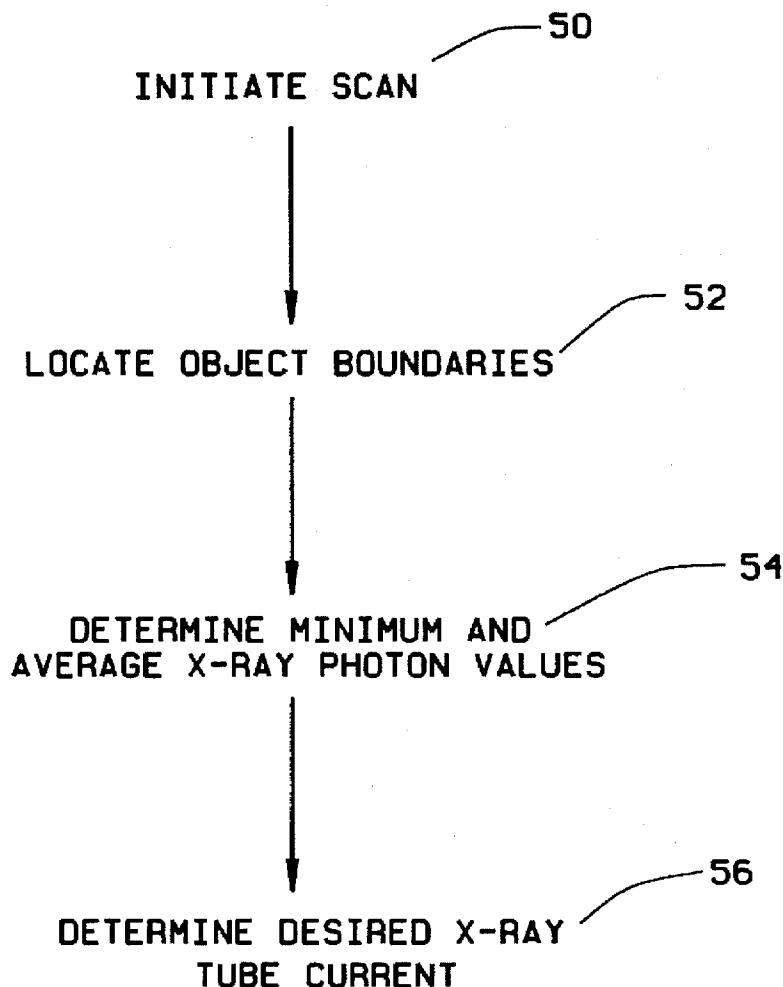 50
INITIATE SCAN
52
LOCATE OBJECT BOUNDARIES
54
DETERMINE MINIMUM AND
AVERAGE X-RAY PHOTON VALUES
56
DETERMINE DESIRED X-RAY
TUBE CURRENT